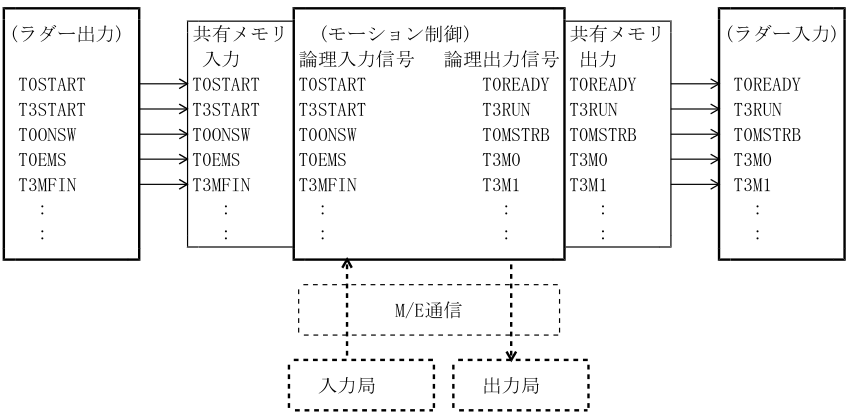 (ラダー出力)
T0START
T3START
T0ONSW
T0EMS
T3MFIN
:
:
共有メモリ
入力
T0START
T3START
T0ONSW
T0EMS
T3MFIN
:
:
(モーション制御)
論理入力信号 論理出力信号
T0START T0READY
T3START T3RUN
T0ONSW T0MSTRB
T0EMS T3M0
T3MFIN T3M1
: :
: :
共有メモリ
出力
T0READY
T3RUN
T0MSTRB
T3M0
T3M1
:
:
(ラダー入力)
T0READY
T3RUN
T0MSTRB
T3M0
T3M1
:
:
M/E通信
入力局
出力局